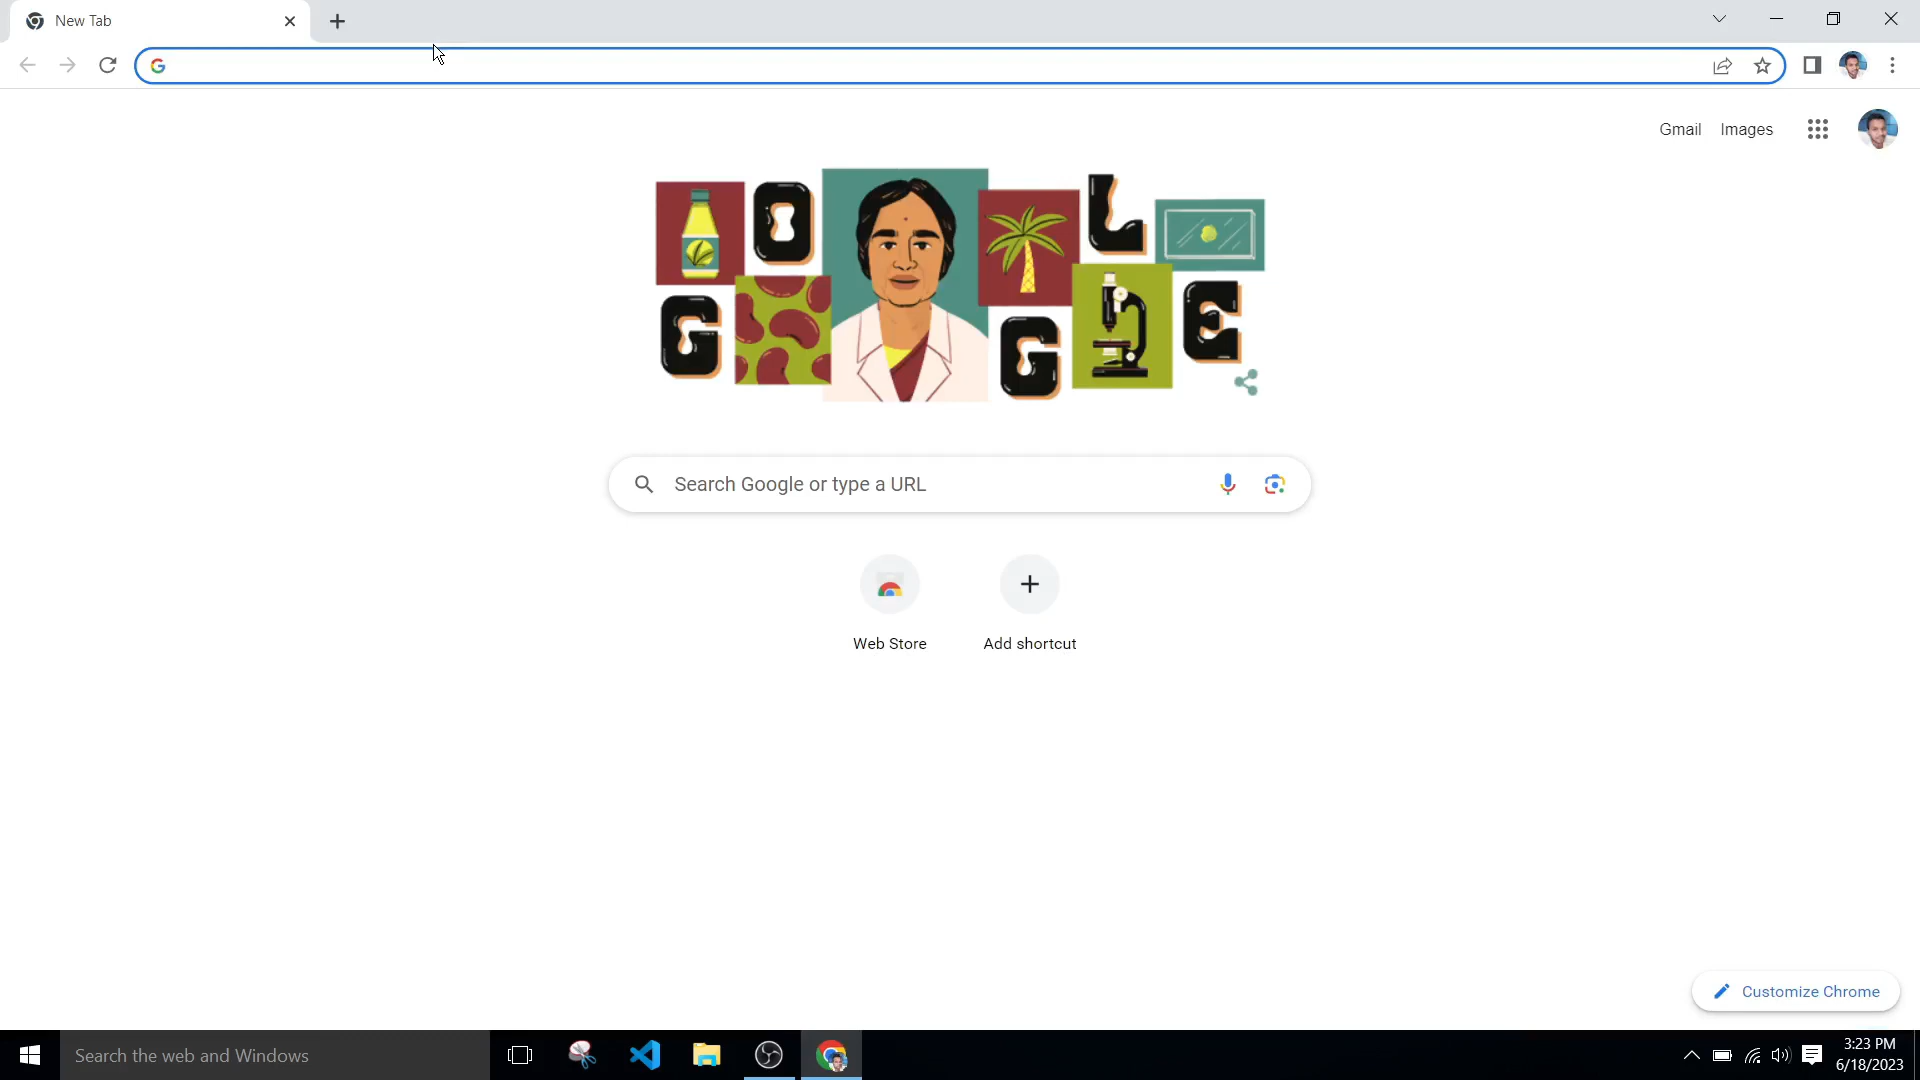 New Tab
Gmail Images
O L
G G E
Search Google or type a URL
Web Store Add shortcut
Customize Chrome
Search the web and Windows
3:23 PM
6/18/2023